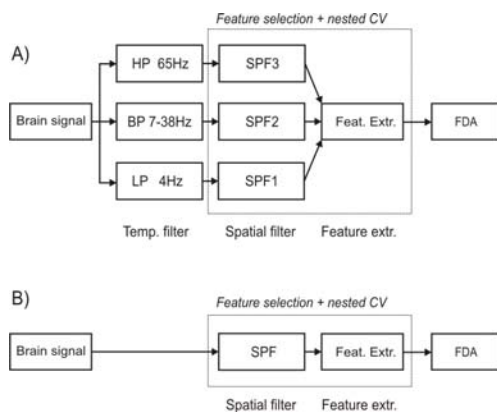 Feature selection + nested CV
A)
HP 65Hz
SPF3
Brain signal
BP 7-38Hz
SPF2
Feat. Extr.
FDA
LP 4Hz
SPF1
Temp. filter
Spatial filter
Feature extr.
B)
Feature selection + nested CV
Brain signal
SPF
Feat. Extr.
FDA
Spatial filter
Feature extr.